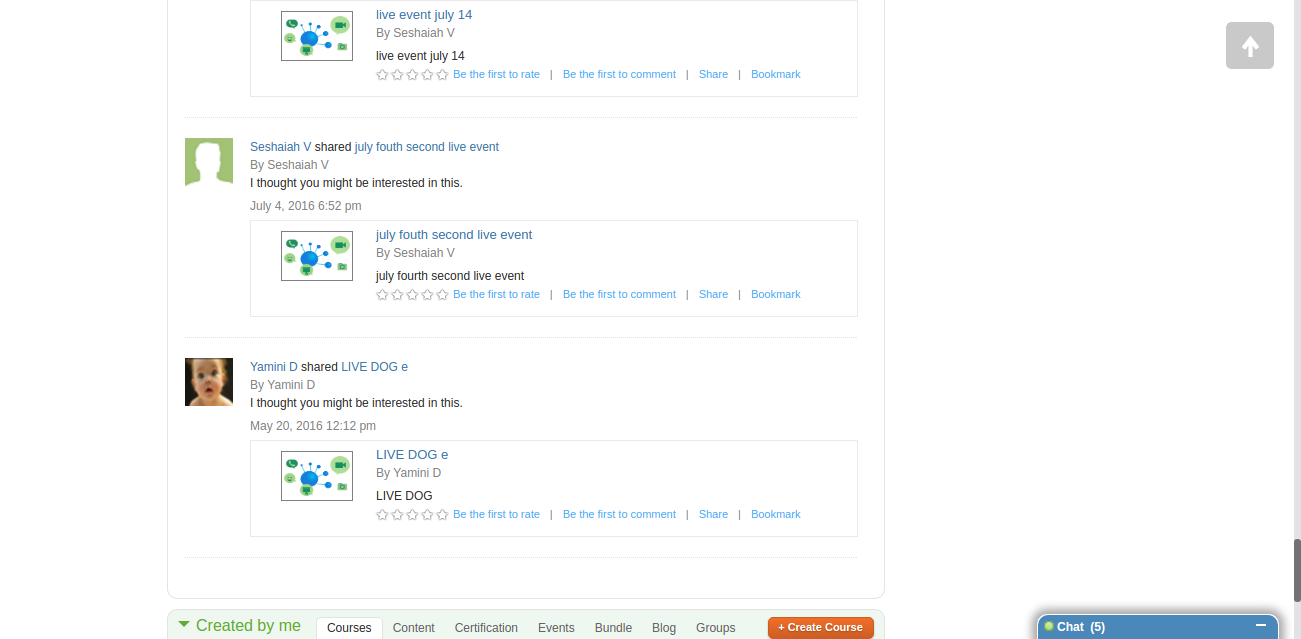 live event july 14
By Seshaiah V
live event july 14
Be the first to rate | Be the first to comment | Share | Bookmark
Seshaiah V shared july fouth second live event
By Seshaiah V
I thought you might be interested in this.
July 4, 2016 6:52 pm
july fouth second live event
By Seshaiah V
july fourth second live event
Be the first to rate | Be the first to comment | Share | Bookmark
Yamini D shared LIVE DOG e
By Yamini D
I thought you might be interested in this.
May 20, 2016 12:12 pm
LIVE DOG e
By Yamini D
LIVE DOG
Be the first to rate | Be the first to comment | Share | Bookmark
Created by me Courses Content Certification Events Bundle Blog Groups + Create Course
Chat (5)